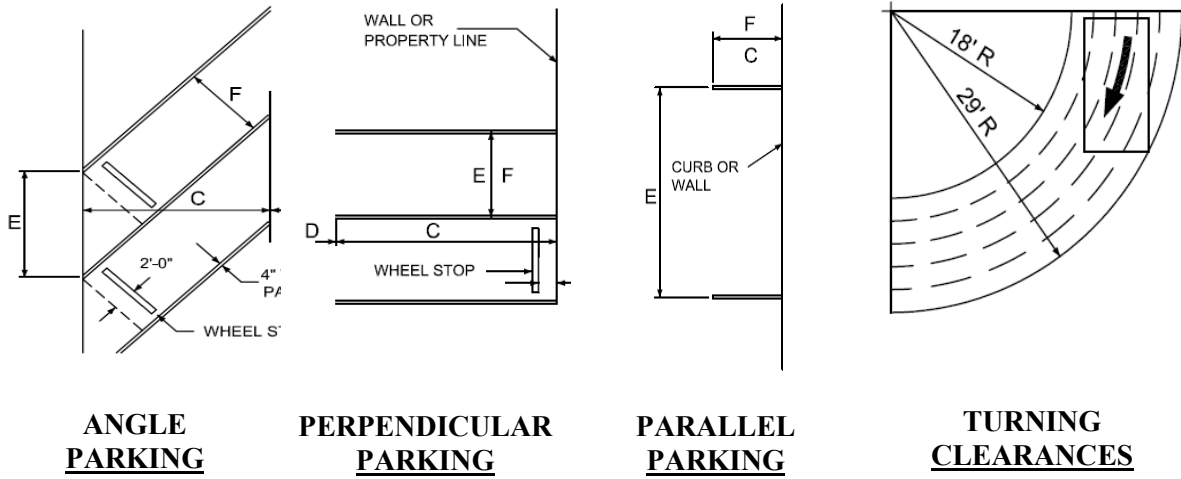 F
E
C
2'-0"
4"
PA
WHEEL ST
ANGLE
PARKING
WALL OR
PROPERTY LINE
E F
D
C
WHEEL STOP
PERPENDICULAR
PARKING
F
C
E
CURB OR
WALL
PARALLEL
PARKING
18' R
29' R
TURNING
CLEARANCES